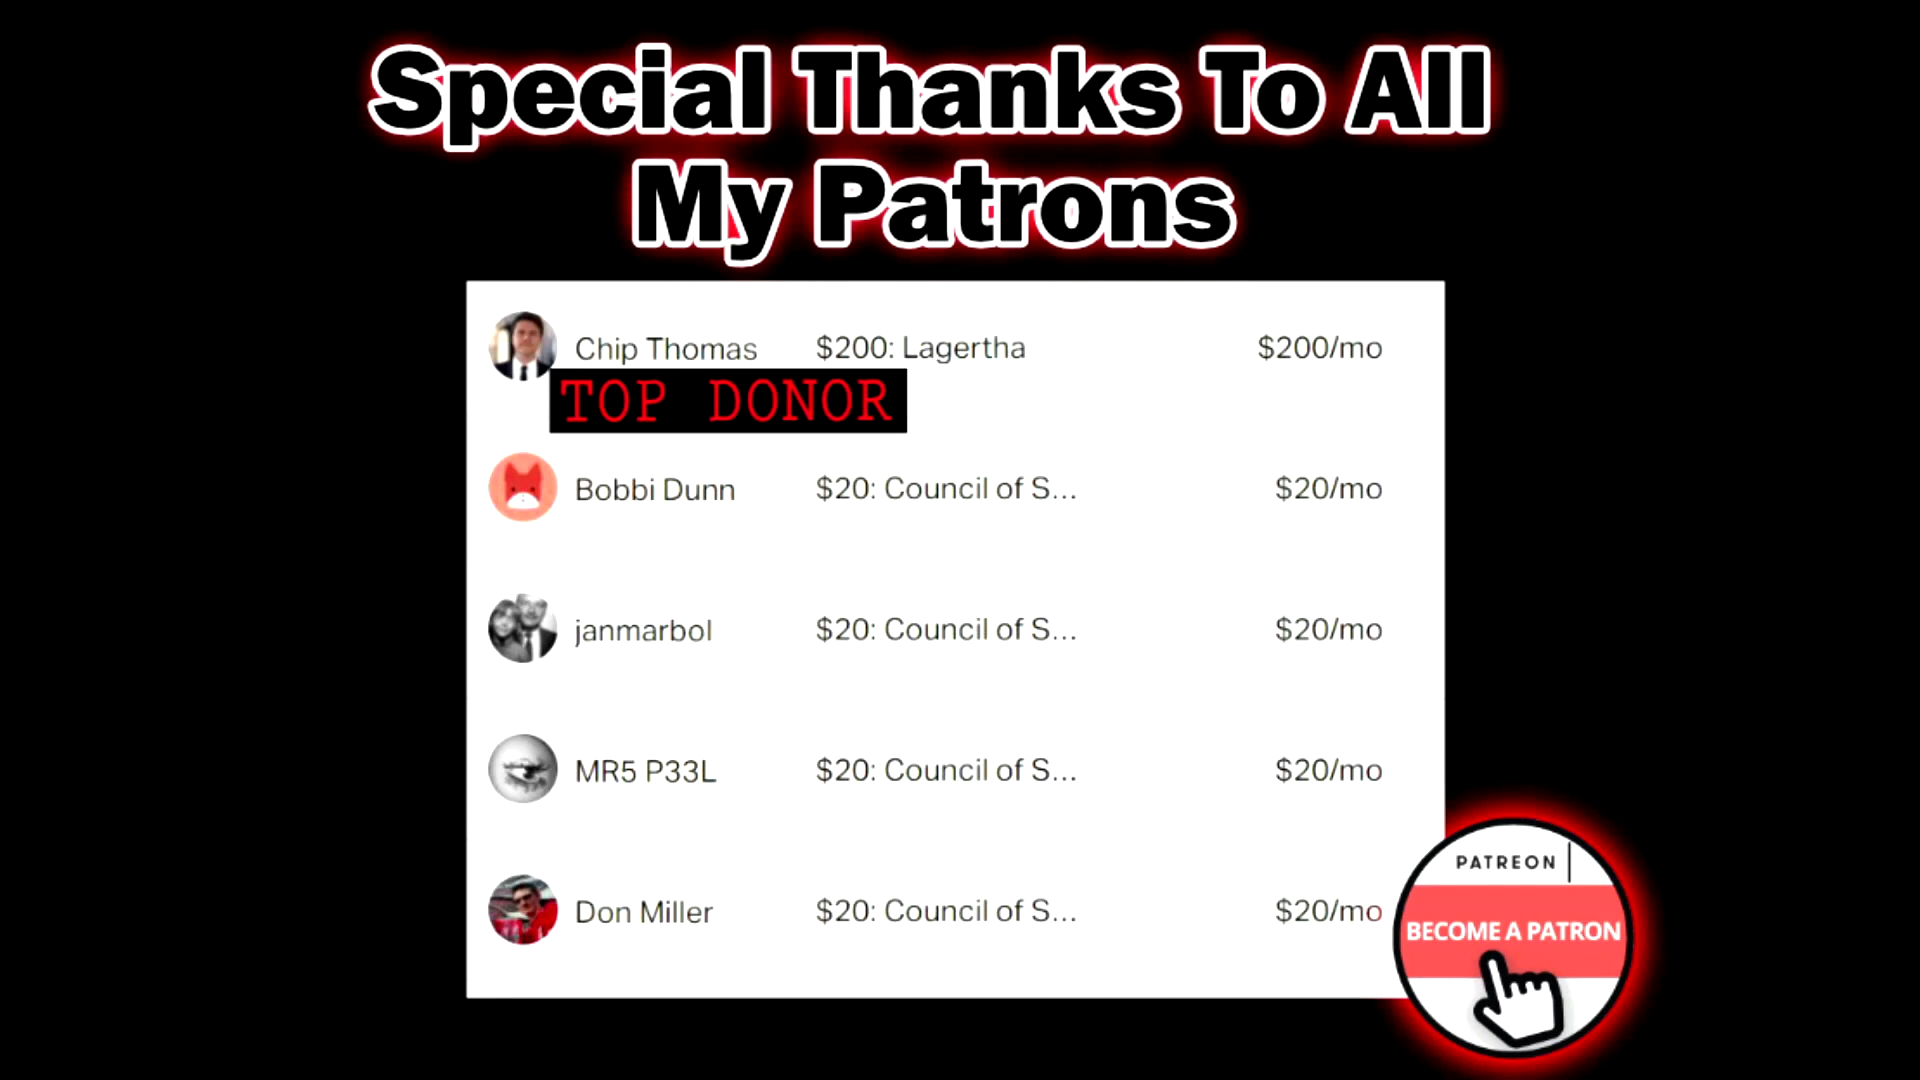 Special Thanks To All
My Patrons
Chip Thomas $200: Lagertha $200/mo
TOP DONOR
Bobbi Dunn $20: Council of S... $20/mo
janmarbol $20: Council of S... $20/mo
MR5 P33L $20: Council of S... $20/mo
Don Miller $20: Council of S... $20/mo
PATREON
BECOME A PATRON